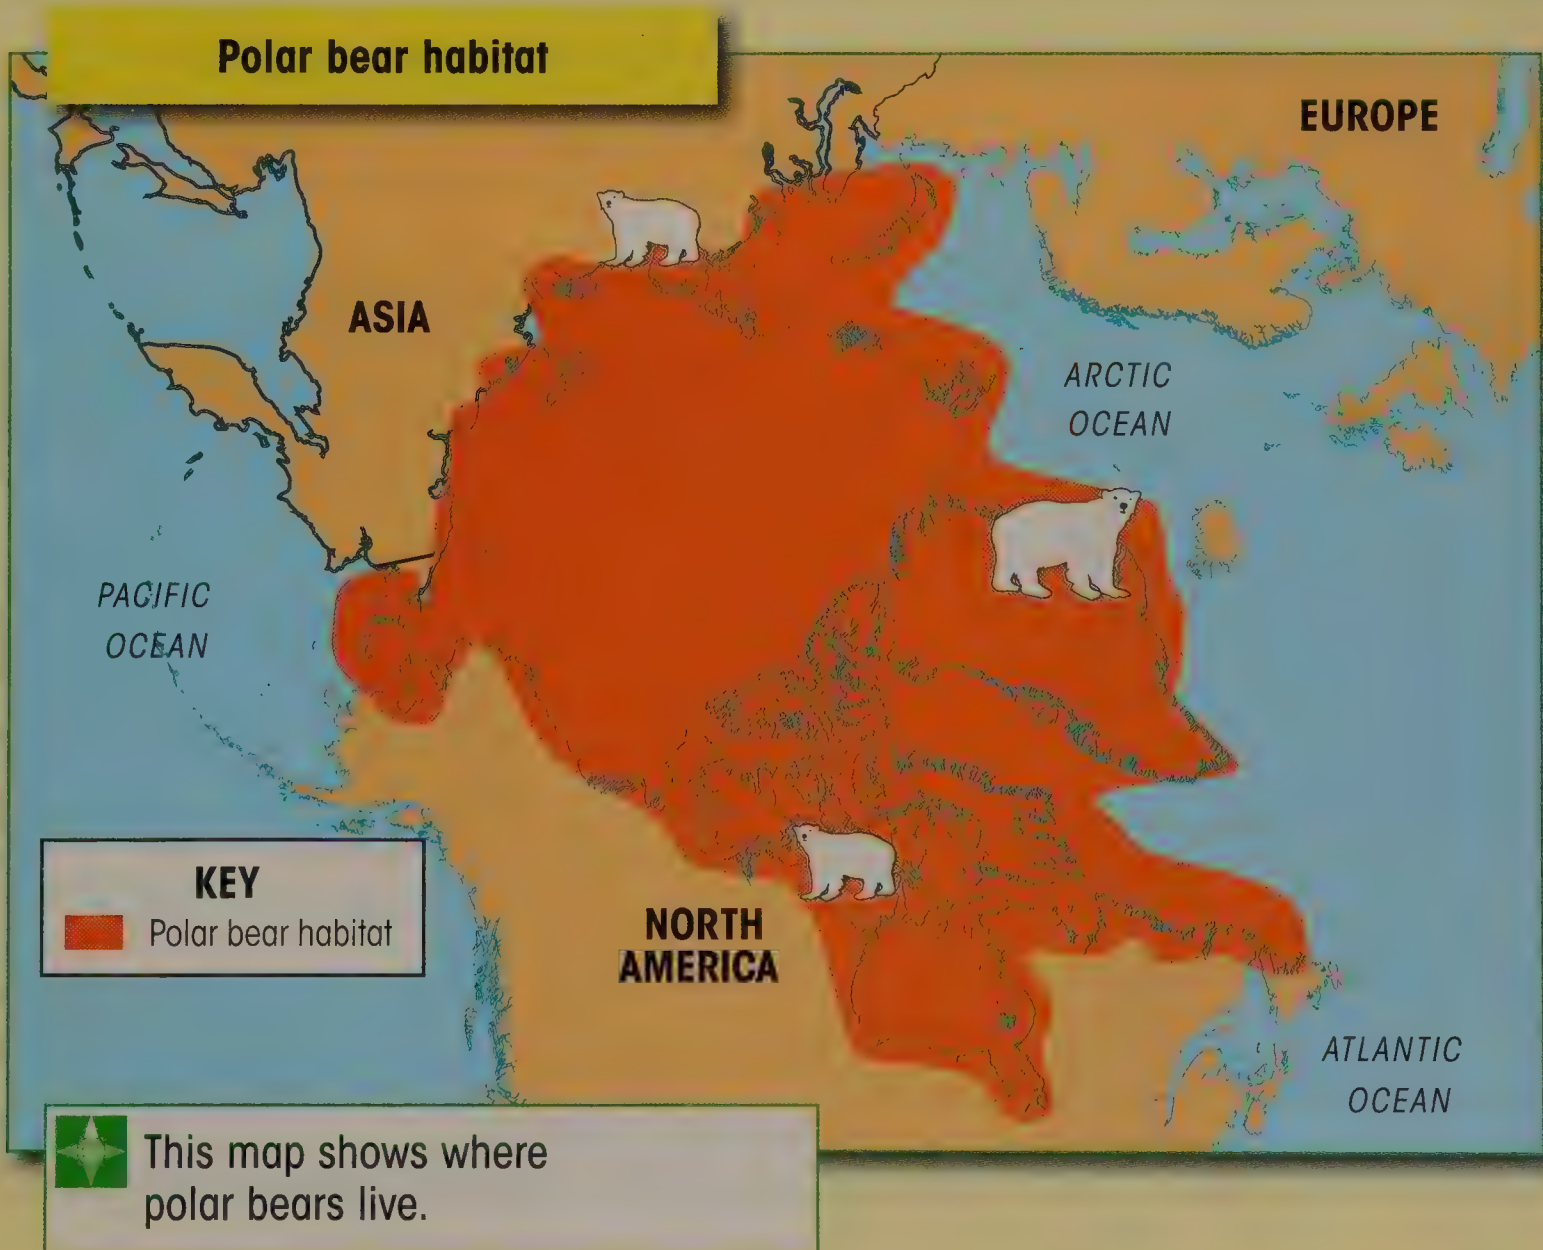 Polar bear habitat
EUROPE
ASIA
ARCTIC
OCEAN
PACIFIC
OCEAN
KEY
Polar bear habitat
NORTH
AMERICA
ATLANTIC
OCEAN
This map shows where
polar bears live.